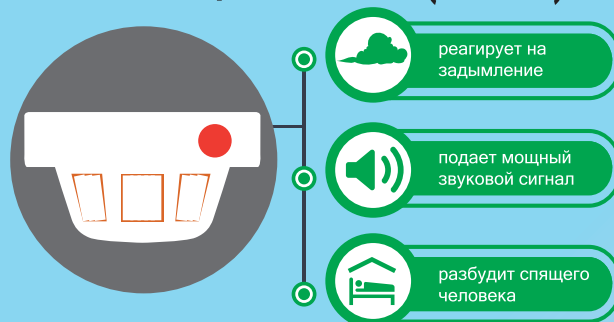 реагирует на
задымление
подает мощный
звуковой сигнал
разбудит спящего
человека